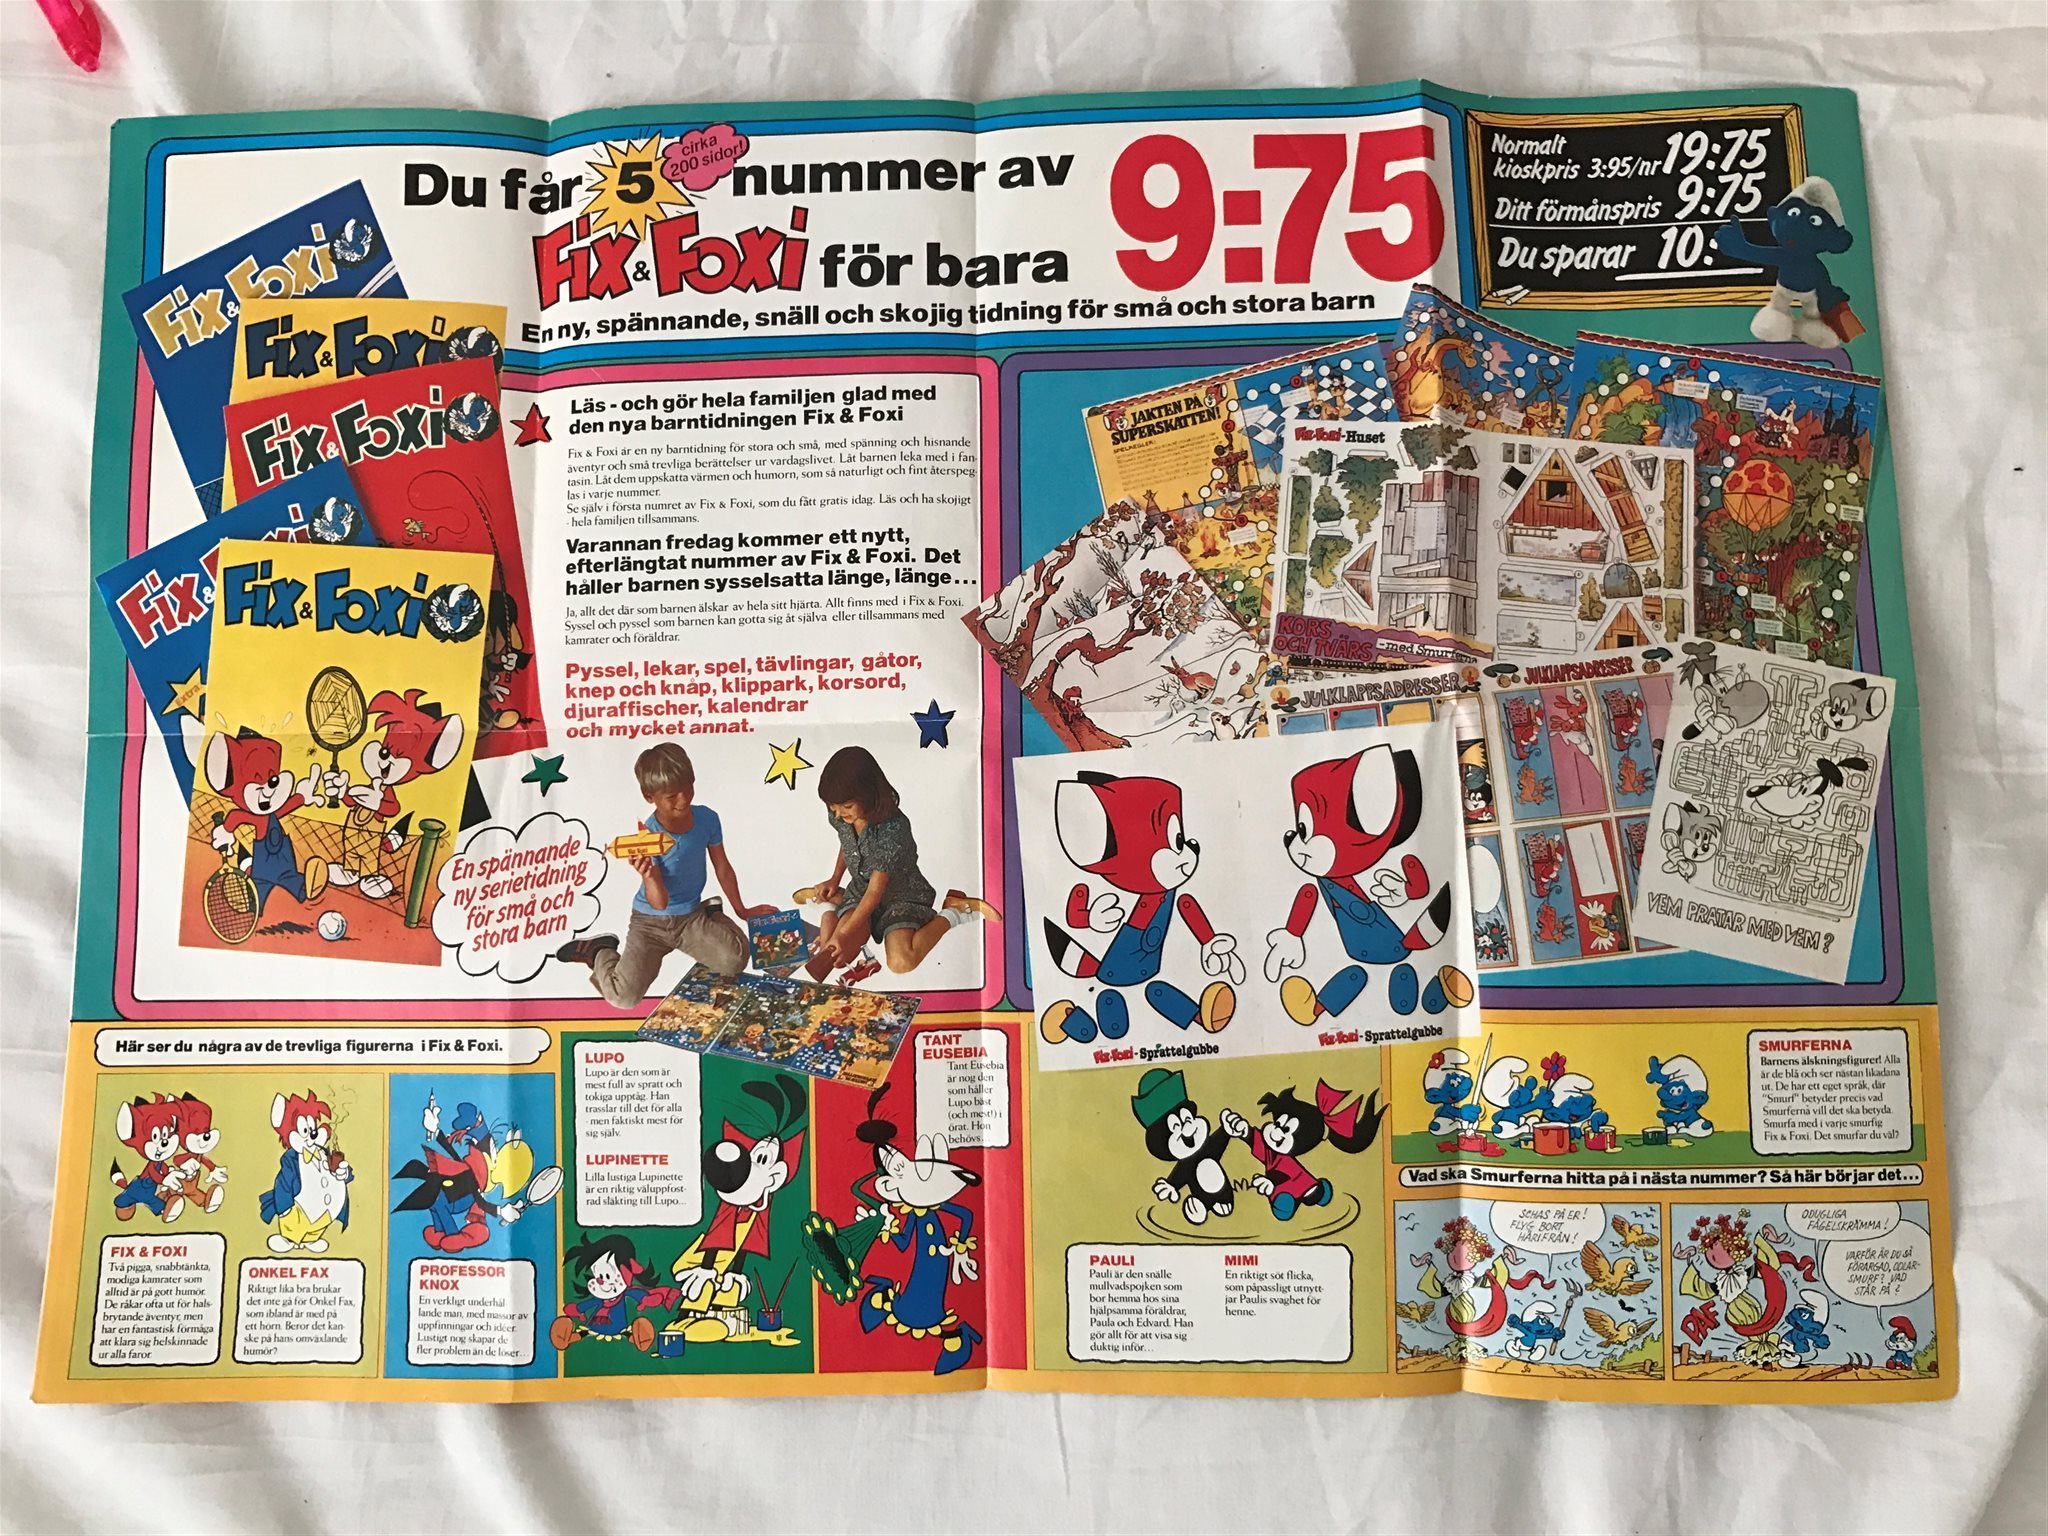 Du får 5 nummer av
cirka
200 sidor!
Fix & Foxi för bara
9:75
En ny, spännande, snäll och skojig tidning för små och stora barn
Normalt
kioskpris 3:95/nr 19:75
Ditt förmånspris 9:75
Du sparar 10:-
Fix & Foxi
Fix & Foxi
Fix & Foxi
Fix & Foxi
Extra
Fix & Foxi
Läs - och gör hela familjen glad med
den nya barntidningen Fix & Foxi
Fix & Foxi är en ny barntidning för stora och små, med spänning och hisnande
äventyr och små trevliga berättelser ur vardagslivet. Låt barnen leka med i fan-
tasin. Låt dem uppskatta värmen och humorn, som så naturligt och fint återspeg-
las i varje nummer.
Se själv i första numret av Fix & Foxi, som du fått gratis idag. Läs och ha skojigt
- hela familjen tillsammans.
Varannan fredag kommer ett nytt,
efterlängtat nummer av Fix & Foxi. Det
håller barnen sysselsatta länge, länge...
Ja, allt det där som barnen älskar av hela sitt hjärta. Allt finns med i Fix & Foxi.
Syssel och pyssel som barnen kan gotta sig åt själva eller tillsammans med
kamrater och föräldrar.
Pyssel, lekar, spel, tävlingar, gåtor,
knep och knåp, klippark, korsord,
djuraffischer, kalendrar
och mycket annat.
En spännande
ny serietidning
för små och
stora barn
Fix & Foxi
JAKTEN PÅ
SUPERSKATTEN!
SPELREGLER:
Fix-Foxi-Huset
KORS
OCH TVÄRS
-med Smurferna
JULKLAPPSADRESSER
JULKLAPPSADRESSER
VEM PRATAR MED VEM?
Fix-Foxi-Sprattelgubbe
Fix-Foxi-Sprattelgubbe
Här ser du några av de trevliga figurerna i Fix & Foxi.
FIX & FOXI
Två pigga, snabbtänkta,
modiga kamrater som
alltid är på gott humör.
De råkar ofta ut för hals-
brytande äventyr, men
har en fantastisk förmåga
att klara sig helskinnade
ur alla faror.
ONKEL FAX
Riktigt lika bra brukar
det inte gå för Onkel Fax,
som ibland är med på
ett hörn. Beror det kan-
ske på hans omväxlande
humör?
PROFESSOR
KNOX
En verkligt underhål
lande man, med massor av
uppfinningar och idéer.
Lustigt nog skapar de
fler problem än de löser...
LUPO
Lupo är den som är
mest full av spratt och
tokiga upptåg. Han
trasslar till det för alla
- men faktiskt mest för
sig själv.
LUPINETTE
Lilla lustiga Lupinette
är en riktig väluppfost-
rad släkting till Lupo...
TANT
EUSEBIA
Tant Eusebia
är nog den
som håller
Lupo bäst
(och mest!) i
örat. Hon
behövs.
PAULI
Pauli är den snälle
mullvadspojken som
bor hemma hos sina
hjälpsamma föräldrar,
Paula och Edvard. Han
gör allt för att visa sig
duktig inför...
MIMI
En riktigt söt flicka,
som påpassligt utnytt-
jar Paulis svaghet för
henne.
SMURFERNA
Barnens älskningsfigurer! Alla
är de blå och ser nästan likadana
ut. De har ett eget språk, där
"Smurf" betyder precis vad
Smurferna vill det ska betyda.
Smurfa med i varje smurfig
Fix & Foxi. Det smurfar du väl?
Vad ska Smurferna hitta på i nästa nummer? Så här börjar det...
SCHAS PÅ ER!
FLYG BORT
HÄRIFRÅN!
ODUGLIGA
FÅGELSKRÄMMA!
VARFÖR ÄR DU SÅ
FÖRARGAD, ODLAR-
SMURF? VAD
STÅR PÅ?
PAF